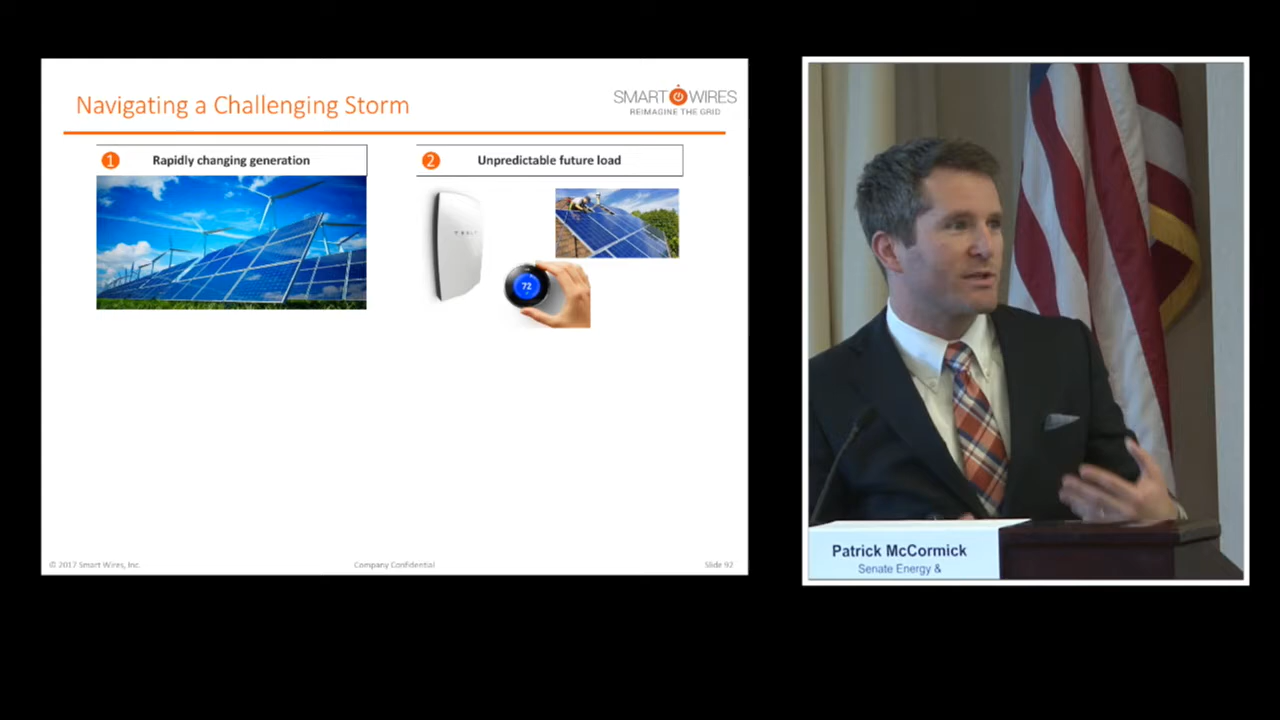 Navigating a Challenging Storm
SMART WIRES
REIMAGINE THE GRID
1 Rapidly changing generation
2 Unpredictable future load
TESLA
72
© 2017 Smart Wires, Inc.
Company Confidential
Slide 92
Patrick McCormick
Senate Energy &